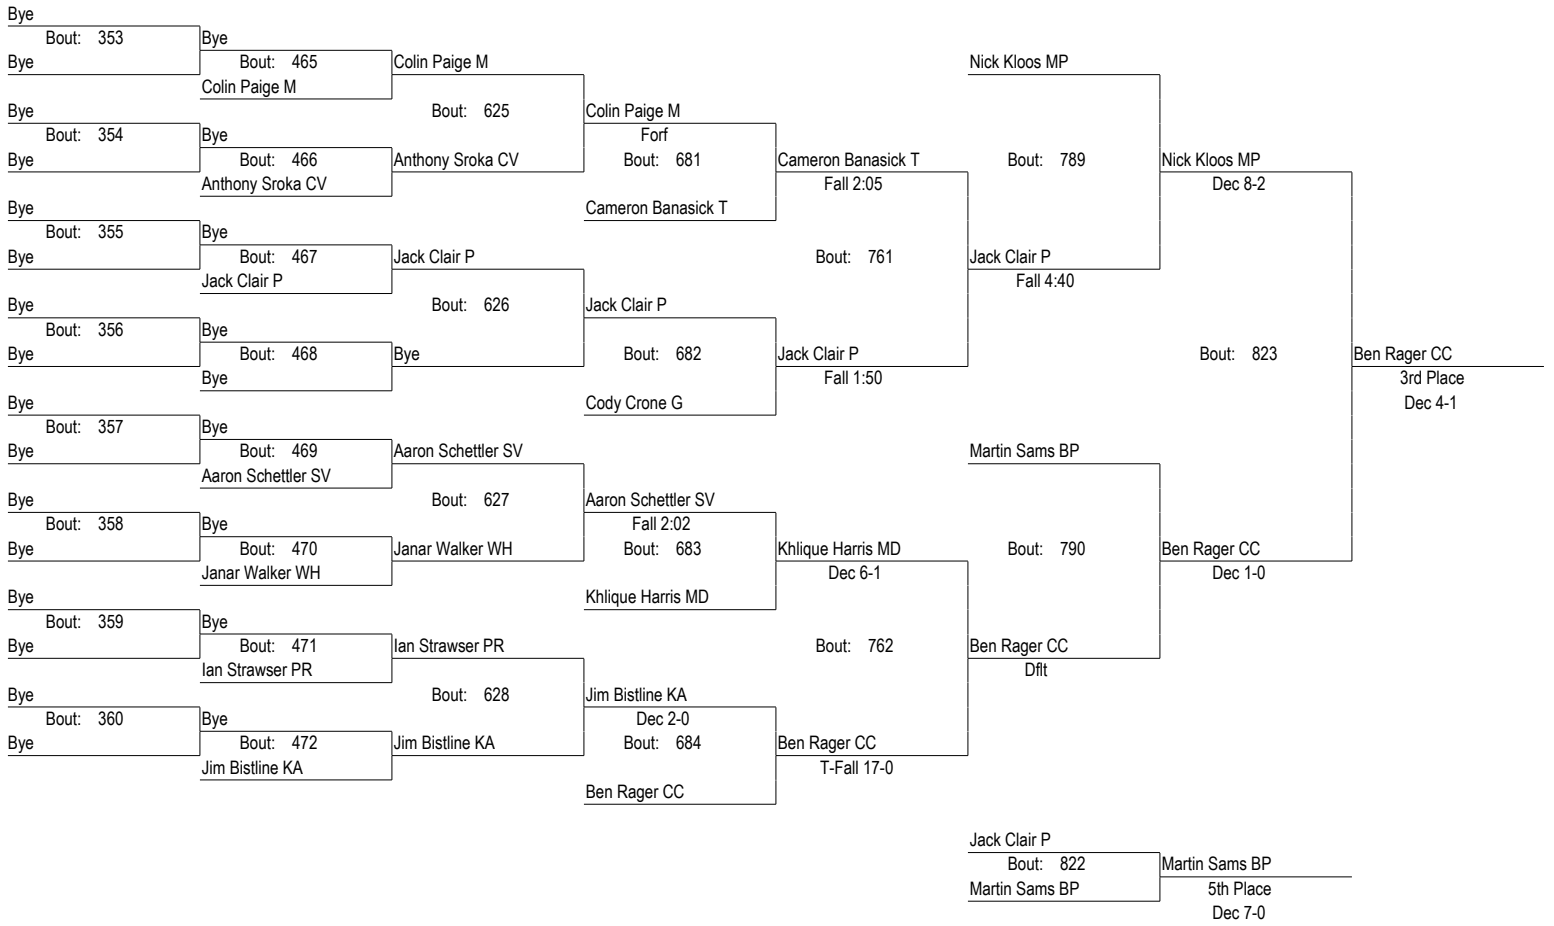 Bye
Bout: 353
Bye
Bye
Bout: 354
Bye
Bye
Bout: 355
Bye
Bye
Bout: 356
Bye
Bye
Bout: 357
Bye
Bye
Bout: 358
Bye
Bye
Bout: 359
Bye
Bye
Bout: 360
Bye
Bye
Bout: 465
Colin Paige M
Bye
Bout: 466
Anthony Sroka CV
Bye
Bout: 467
Jack Clair P
Bye
Bout: 468
Bye
Bye
Bout: 469
Aaron Schettler SV
Bye
Bout: 470
Janar Walker WH
Bye
Bout: 471
Ian Strawser PR
Bye
Bout: 472
Jim Bistline KA
Colin Paige M
Bout: 625
Anthony Sroka CV
Jack Clair P
Bout: 626
Bye
Aaron Schettler SV
Bout: 627
Janar Walker WH
Ian Strawser PR
Bout: 628
Jim Bistline KA
Colin Paige M
Forf
Bout: 681
Cameron Banasick T
Jack Clair P
Bout: 682
Cody Crone G
Aaron Schettler SV
Fall 2:02
Bout: 683
Khlique Harris MD
Jim Bistline KA
Dec 2-0
Bout: 684
Ben Rager CC
Cameron Banasick T
Fall 2:05
Bout: 761
Jack Clair P
Fall 1:50
Khlique Harris MD
Dec 6-1
Bout: 762
Ben Rager CC
T-Fall 17-0
Nick Kloos MP
Bout: 789
Jack Clair P
Fall 4:40
Martin Sams BP
Bout: 790
Ben Rager CC
Dflt
Nick Kloos MP
Dec 8-2
Bout: 823
Ben Rager CC
Dec 1-0
Ben Rager CC
3rd Place
Dec 4-1
Jack Clair P
Bout: 822
Martin Sams BP
Martin Sams BP
5th Place
Dec 7-0